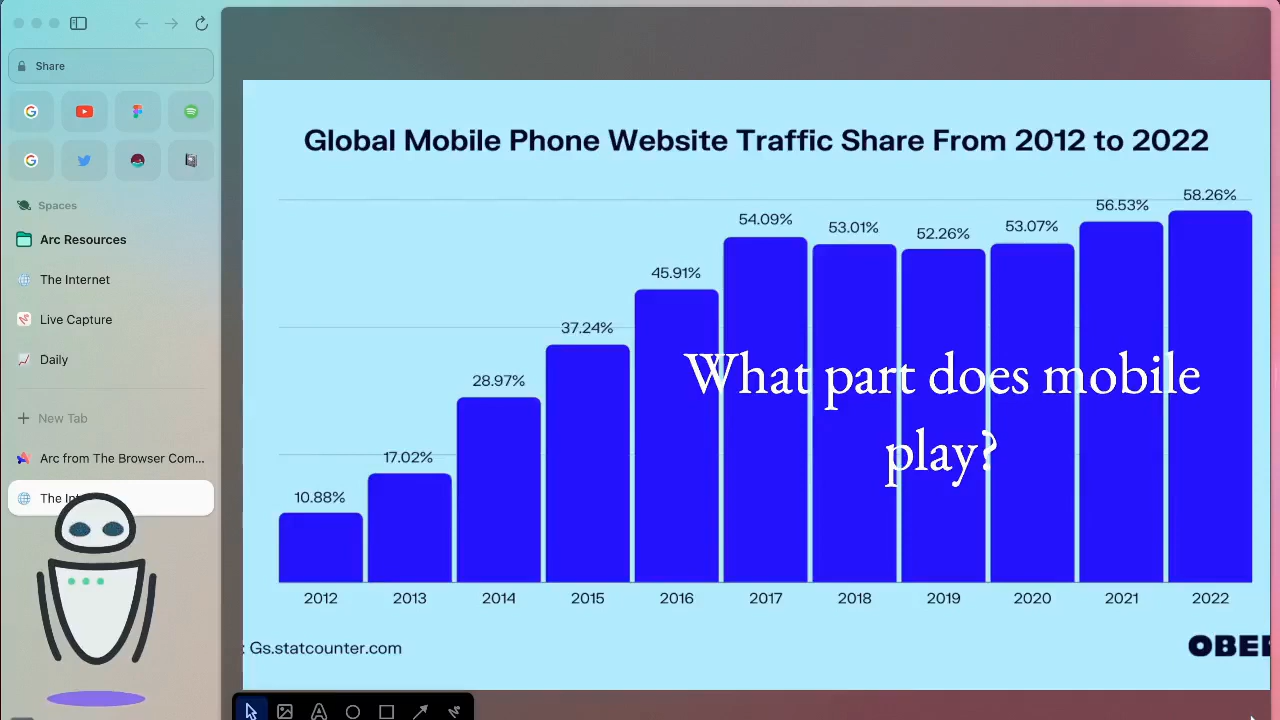 Share
Spaces
Arc Resources
The Internet
Live Capture
Daily
New Tab
Arc from The Browser Com...
Global Mobile Phone Website Traffic Share From 2012 to 2022
10.88%
17.02%
28.97%
37.24%
45.91%
54.09%
53.01%
52.26%
53.07%
56.53%
58.26%
What part does mobile
play?
2012 2013 2014 2015 2016 2017 2018 2019 2020 2021 2022
: Gs.statcounter.com